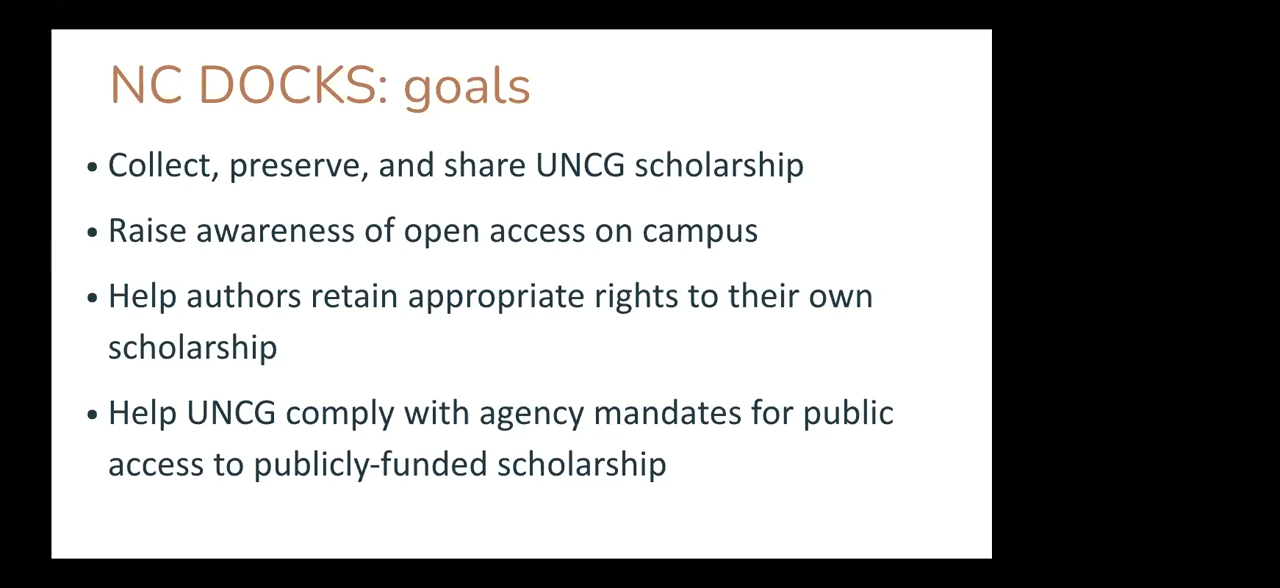 NC DOCKS: goals
• Collect, preserve, and share UNCG scholarship
• Raise awareness of open access on campus
• Help authors retain appropriate rights to their own
scholarship
• Help UNCG comply with agency mandates for public
access to publicly-funded scholarship